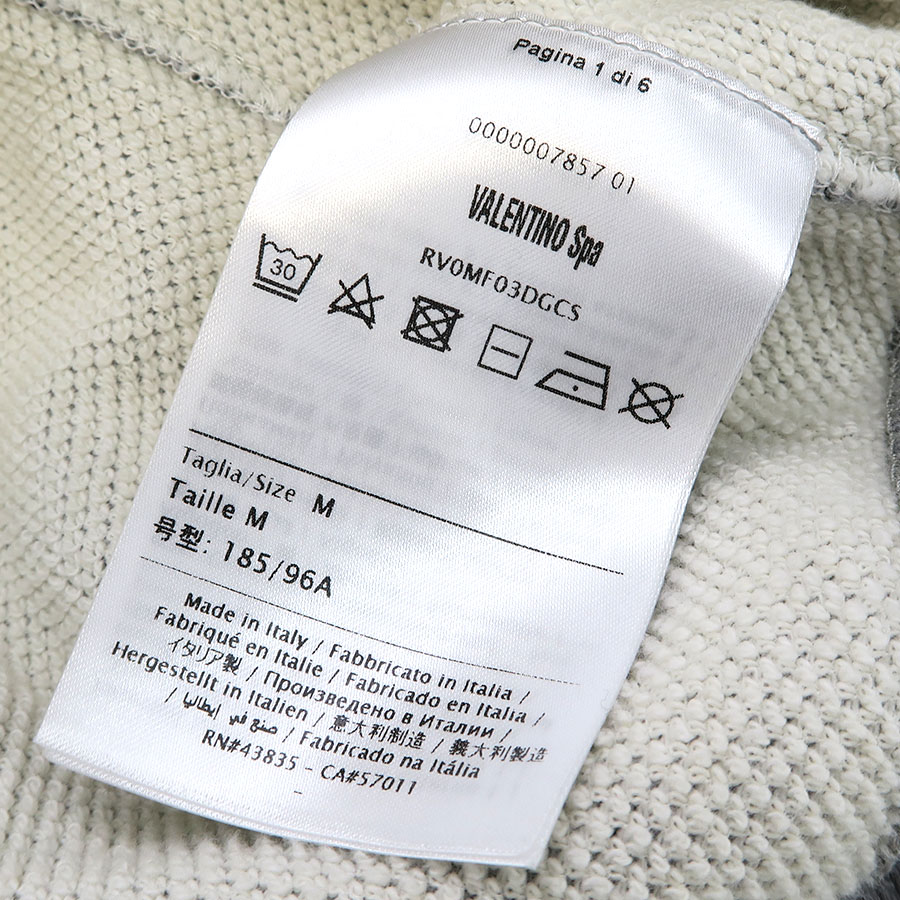 Pagina 1 di 6
0000007857 01
VALENTINO Spa
RV0MF03DGCS
30
Taglia/Size M
Taille M
号型: 185/96A
Made in Italy / Fabbricato in Italia /
Fabriqué en Italie / Fabricado en Italia /
イタリア製 / Произведено в Италии /
Hergestellt in Italien / 意大利制造 / 義大利製造
/ صنع في إيطاليا / Fabricado na Itália
RN#43835 - CA#57011
-